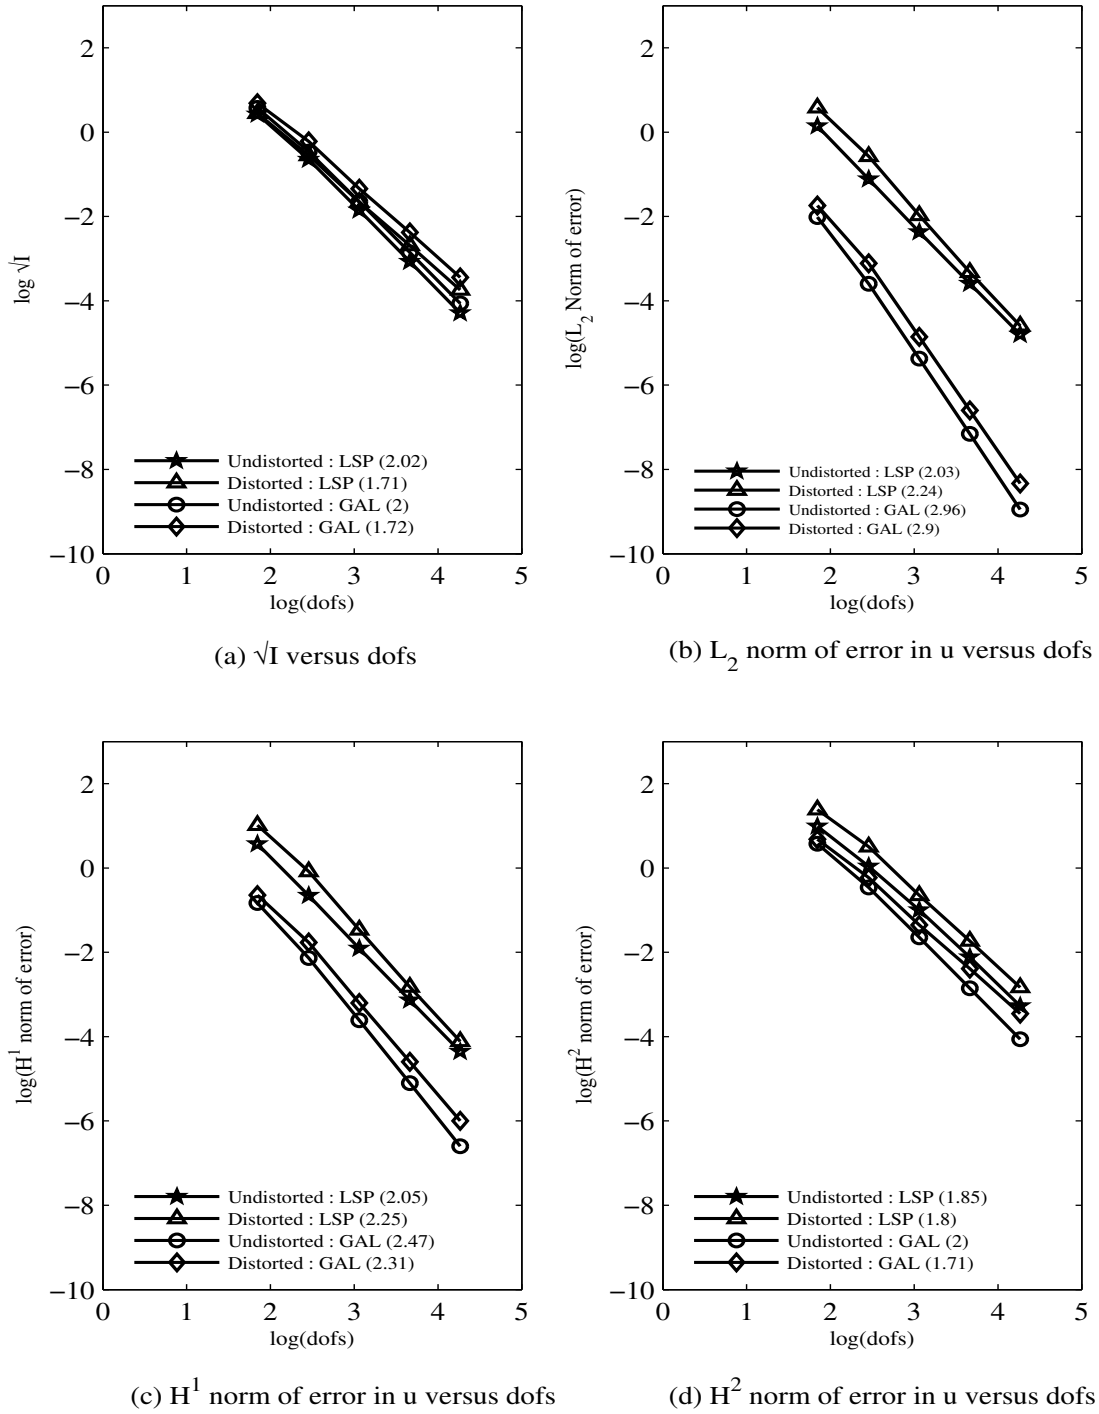 2
0
−2
−4
−6
−8
−10
log √I
Undistorted : LSP (2.02)
Distorted : LSP (1.71)
Undistorted : GAL (2)
Distorted : GAL (1.72)
0 1 2 3 4 5
log(dofs)
(a) √I versus dofs
2
0
−2
−4
−6
−8
−10
log(L2 Norm of error)
Undistorted : LSP (2.03)
Distorted : LSP (2.24)
Undistorted : GAL (2.96)
Distorted : GAL (2.9)
0 1 2 3 4 5
log(dofs)
(b) L2 norm of error in u versus dofs
2
0
−2
−4
−6
−8
−10
log(H1 norm of error)
Undistorted : LSP (2.05)
Distorted : LSP (2.25)
Undistorted : GAL (2.47)
Distorted : GAL (2.31)
0 1 2 3 4 5
log(dofs)
(c) H1 norm of error in u versus dofs
2
0
−2
−4
−6
−8
−10
log(H2 norm of error)
Undistorted : LSP (1.85)
Distorted : LSP (1.8)
Undistorted : GAL (2)
Distorted : GAL (1.71)
0 1 2 3 4 5
log(dofs)
(d) H2 norm of error in u versus dofs